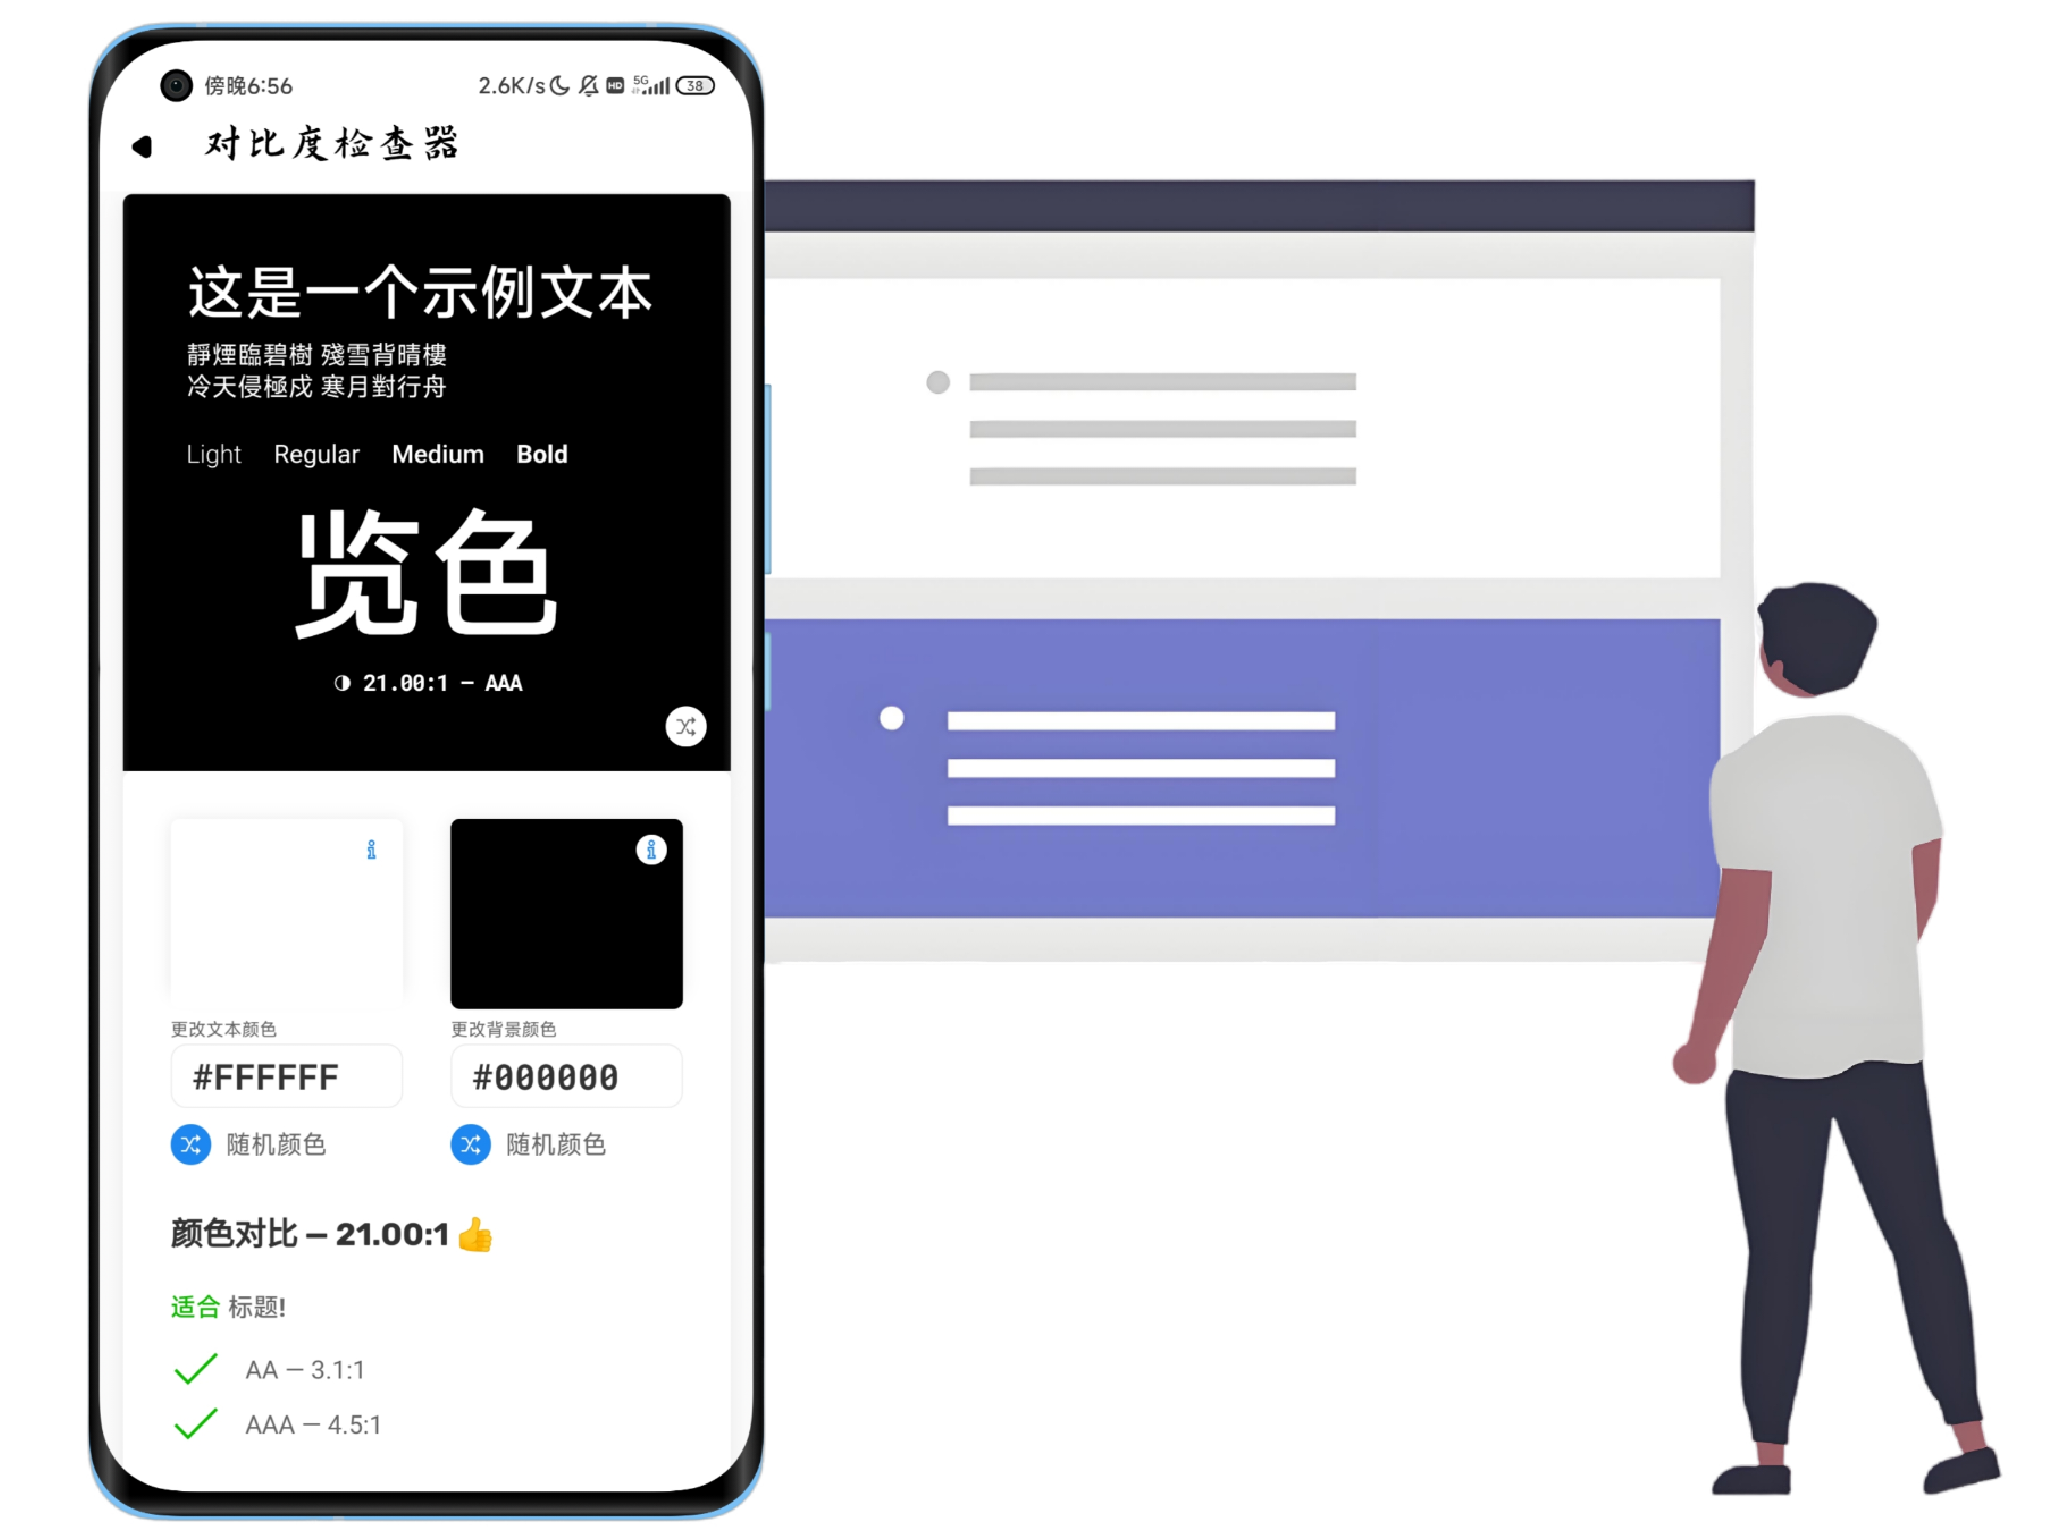 傍晚6:56 2.6K/s HD 5G 38
对比度检查器
这是一个示例文本
靜煙臨碧樹 殘雪背晴樓
冷天侵極戍 寒月對行舟
Light Regular Medium Bold
览色
21.00:1 – AAA
更改文本颜色 更改背景颜色
#FFFFFF #000000
随机颜色 随机颜色
颜色对比 – 21.00:1 👍
适合 标题!
AA – 3.1:1
AAA – 4.5:1